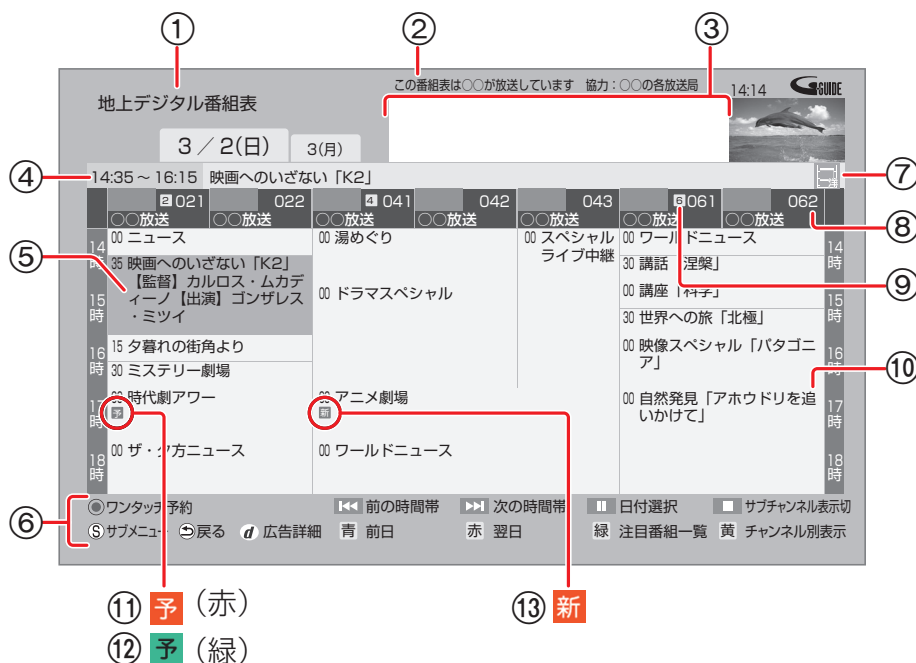 ① ② ③
この番組表は○○が放送しています 協力：○○の各放送局
14:14 G-GUIDE
地上デジタル番組表
3／2(日) 3(月)
④ 14:35～16:15 映画へのいざない「K2」 ⑦
2 021 022 4 041 042 043 6 061 062
○○放送 ○○放送 ○○放送 ○○放送 ○○放送 ○○放送 ⑧
14時 00 ニュース 00 湯めぐり 00 スペシャル 00 ワールドニュース 14時
ライブ中継
⑤ 35 映画へのいざない「K2」 30 講話「涅槃」
【監督】カルロス・ムカデ
15時 ィーノ【出演】ゴンザレス 00 ドラマスペシャル 00 講座「科学」 15時 ⑨
・ミツイ 30 世界への旅「北極」
16時 15 夕暮れの街角より 00 映像スペシャル「パタゴニ 16時
ア」
30 ミステリー劇場 ⑩
17時 時代劇アワー アニメ劇場 00 自然発見「アホウドリを追 17時
予 新 いかけて」
18時 00 ザ・夕方ニュース 00 ワールドニュース 18時
⑥ ワンタッチ予約 前の時間帯 次の時間帯 日付選択 サブチャンネル表示切
S サブメニュー 戻る d 広告詳細 青 前日 赤 翌日 緑 注目番組一覧 黄 チャンネル別表示
⑪ 予 (赤) ⑬ 新
⑫ 予 (緑)